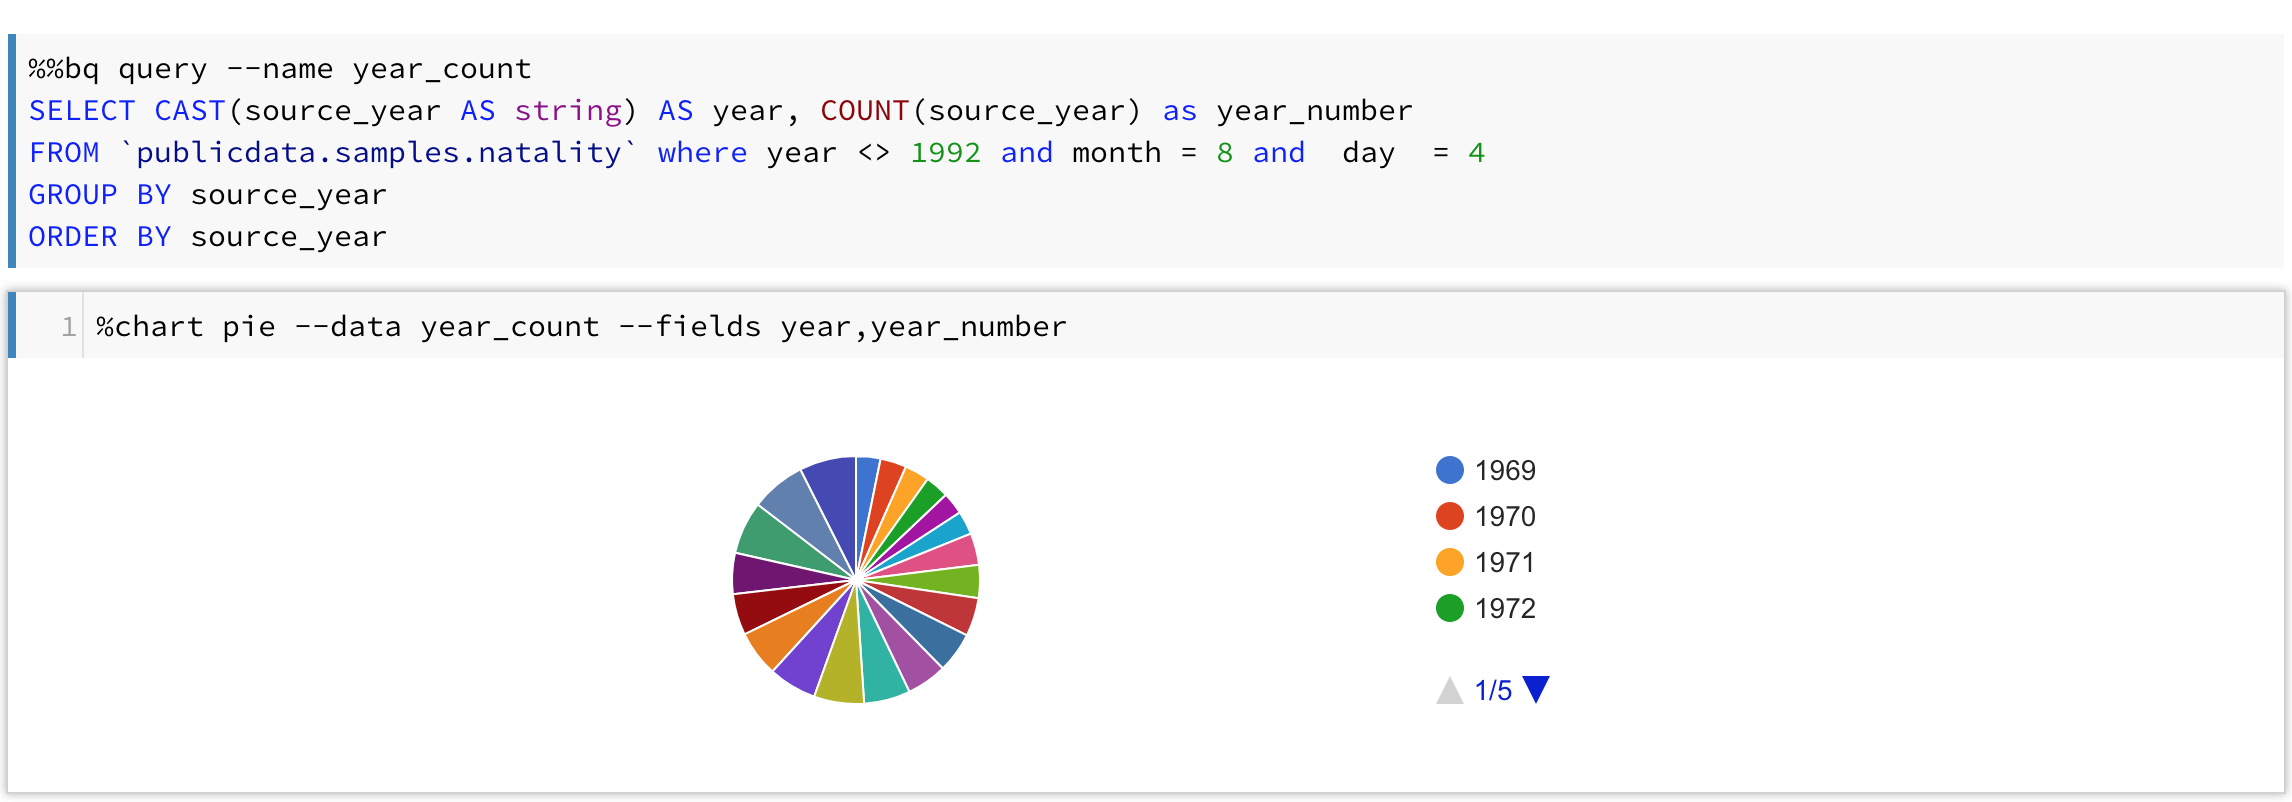 %%bq query --name year_count
SELECT CAST(source_year AS string) AS year, COUNT(source_year) as year_number
FROM `publicdata.samples.natality` where year <> 1992 and month = 8 and  day  = 4
GROUP BY source_year
ORDER BY source_year
1 %chart pie --data year_count --fields year,year_number
1969
1970
1971
1972
1/5